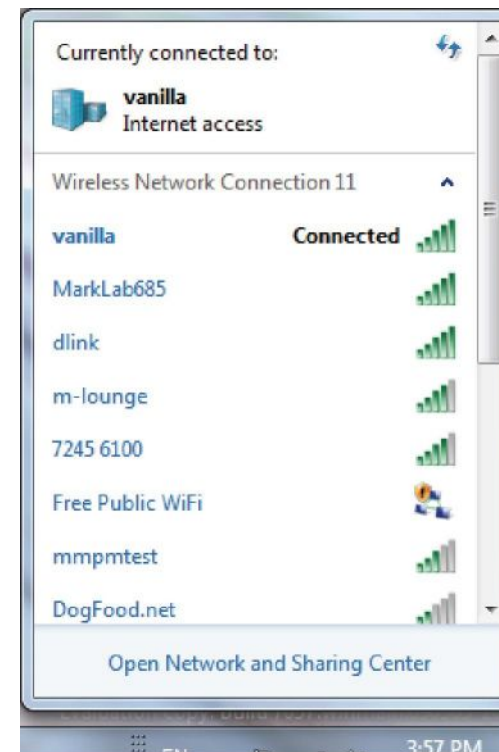 Currently connected to:
vanilla
Internet access
Wireless Network Connection 11
vanilla Connected
MarkLab685
dlink
m-lounge
7245 6100
Free Public WiFi
mmpmtest
DogFood.net
Open Network and Sharing Center
EN 3:57 PM